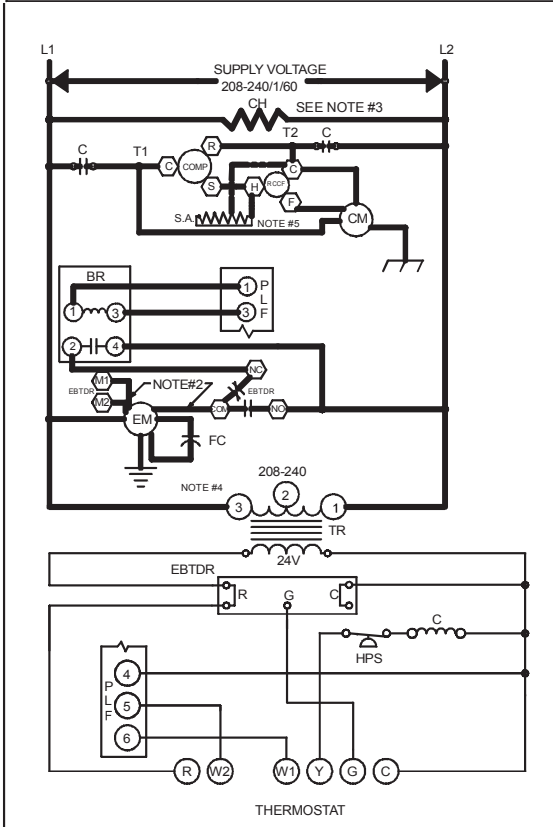 L1 L2
SUPPLY VOLTAGE
208-240/1/60
CH SEE NOTE #3
C T1 C COMP R T2 C
S H RCCF C
S.A. NOTE #5 F CM
BR
1 3 1 P
L
3 F
2 4
NC
M1 NOTE#2
EBTDR EBTDR
M2
EM COM NO
FC
208-240
NOTE #4 3 2 1
TR
24V
EBTDR
R G C
C
HPS
4
P
L 5
F
6
R W2 W1 Y G C
THERMOSTAT